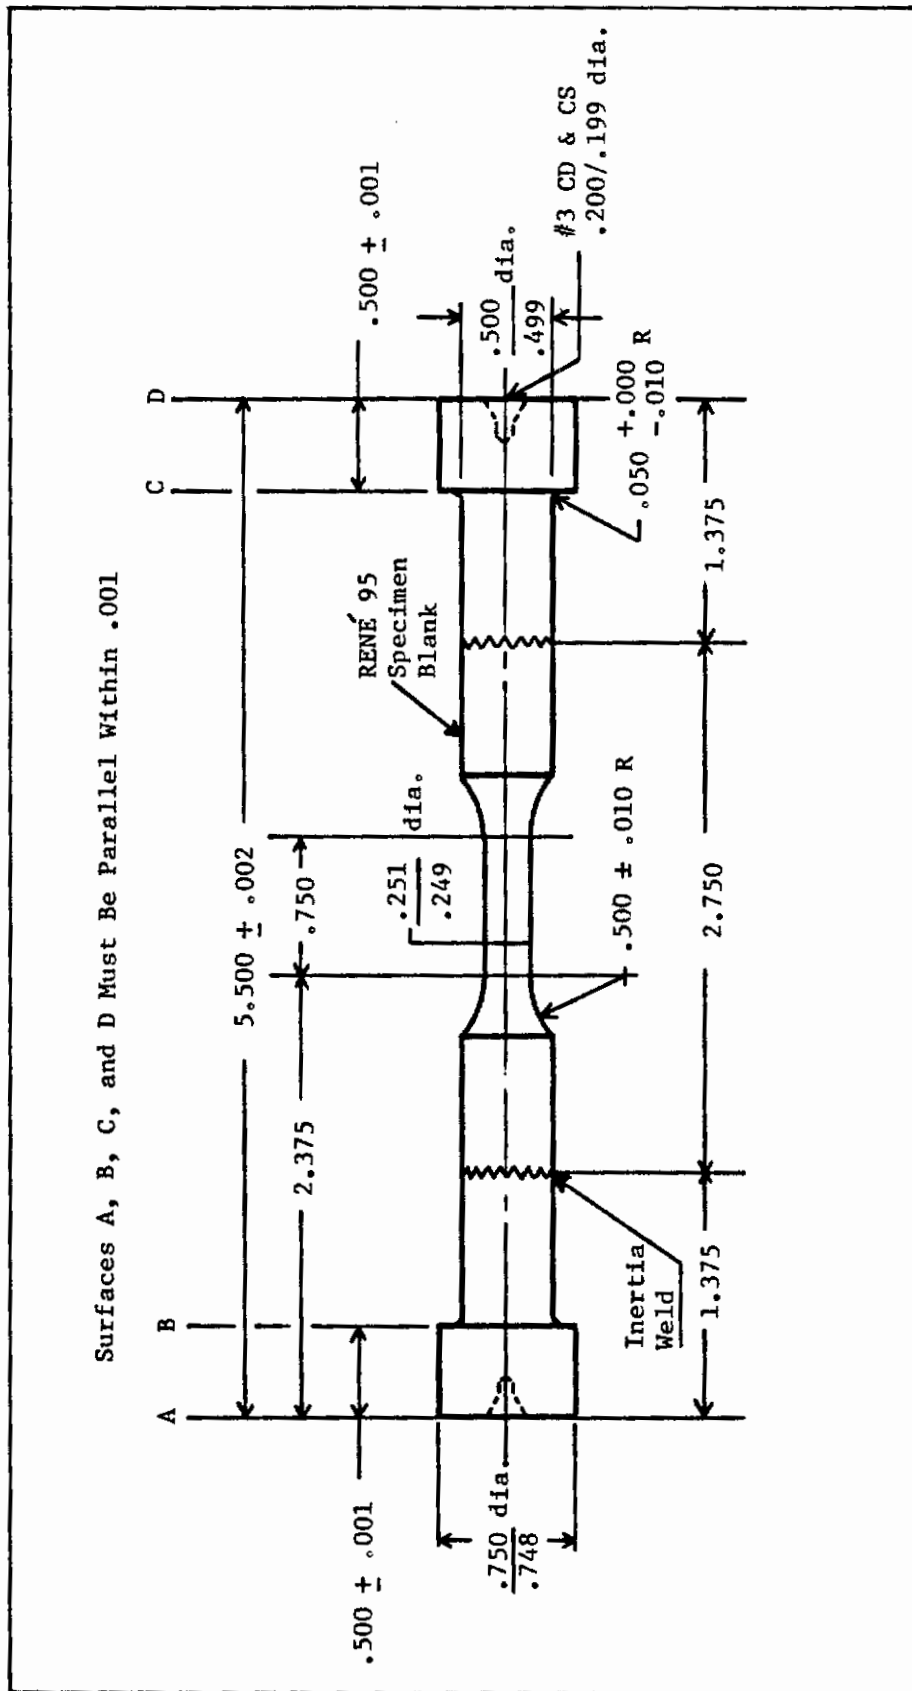 Surfaces A, B, C, and D Must Be Parallel Within .001
A
B
C
D
5.500 ± .002
2.375
.750
.500 ± .001
.500 ± .001
.750 dia.
.748
.251 dia.
.249
RENÉ 95
Specimen
Blank
.500 dia.
.499
#3 CD & CS
.200/.199 dia.
.050 +.000 R
-.010
.500 ± .010 R
Inertia
Weld
1.375
2.750
1.375